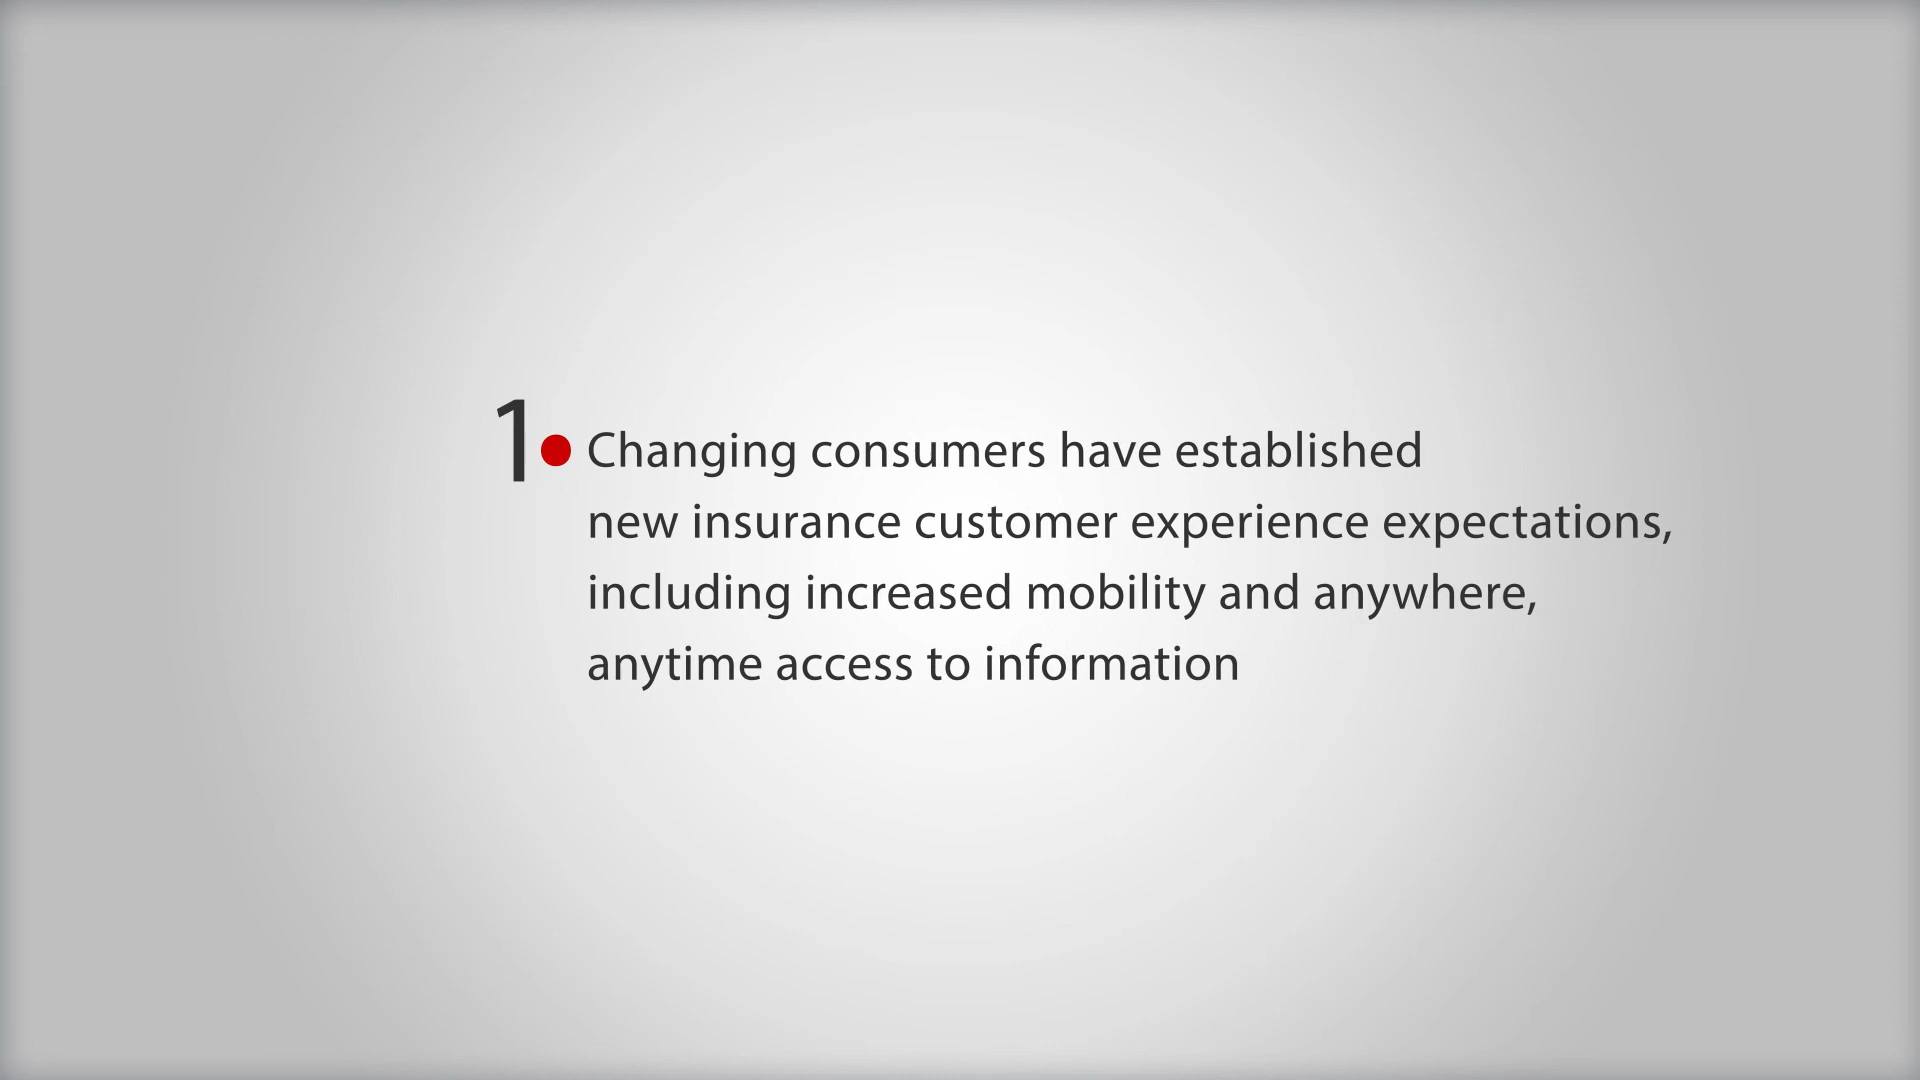 1• Changing consumers have established
new insurance customer experience expectations,
including increased mobility and anywhere,
anytime access to information